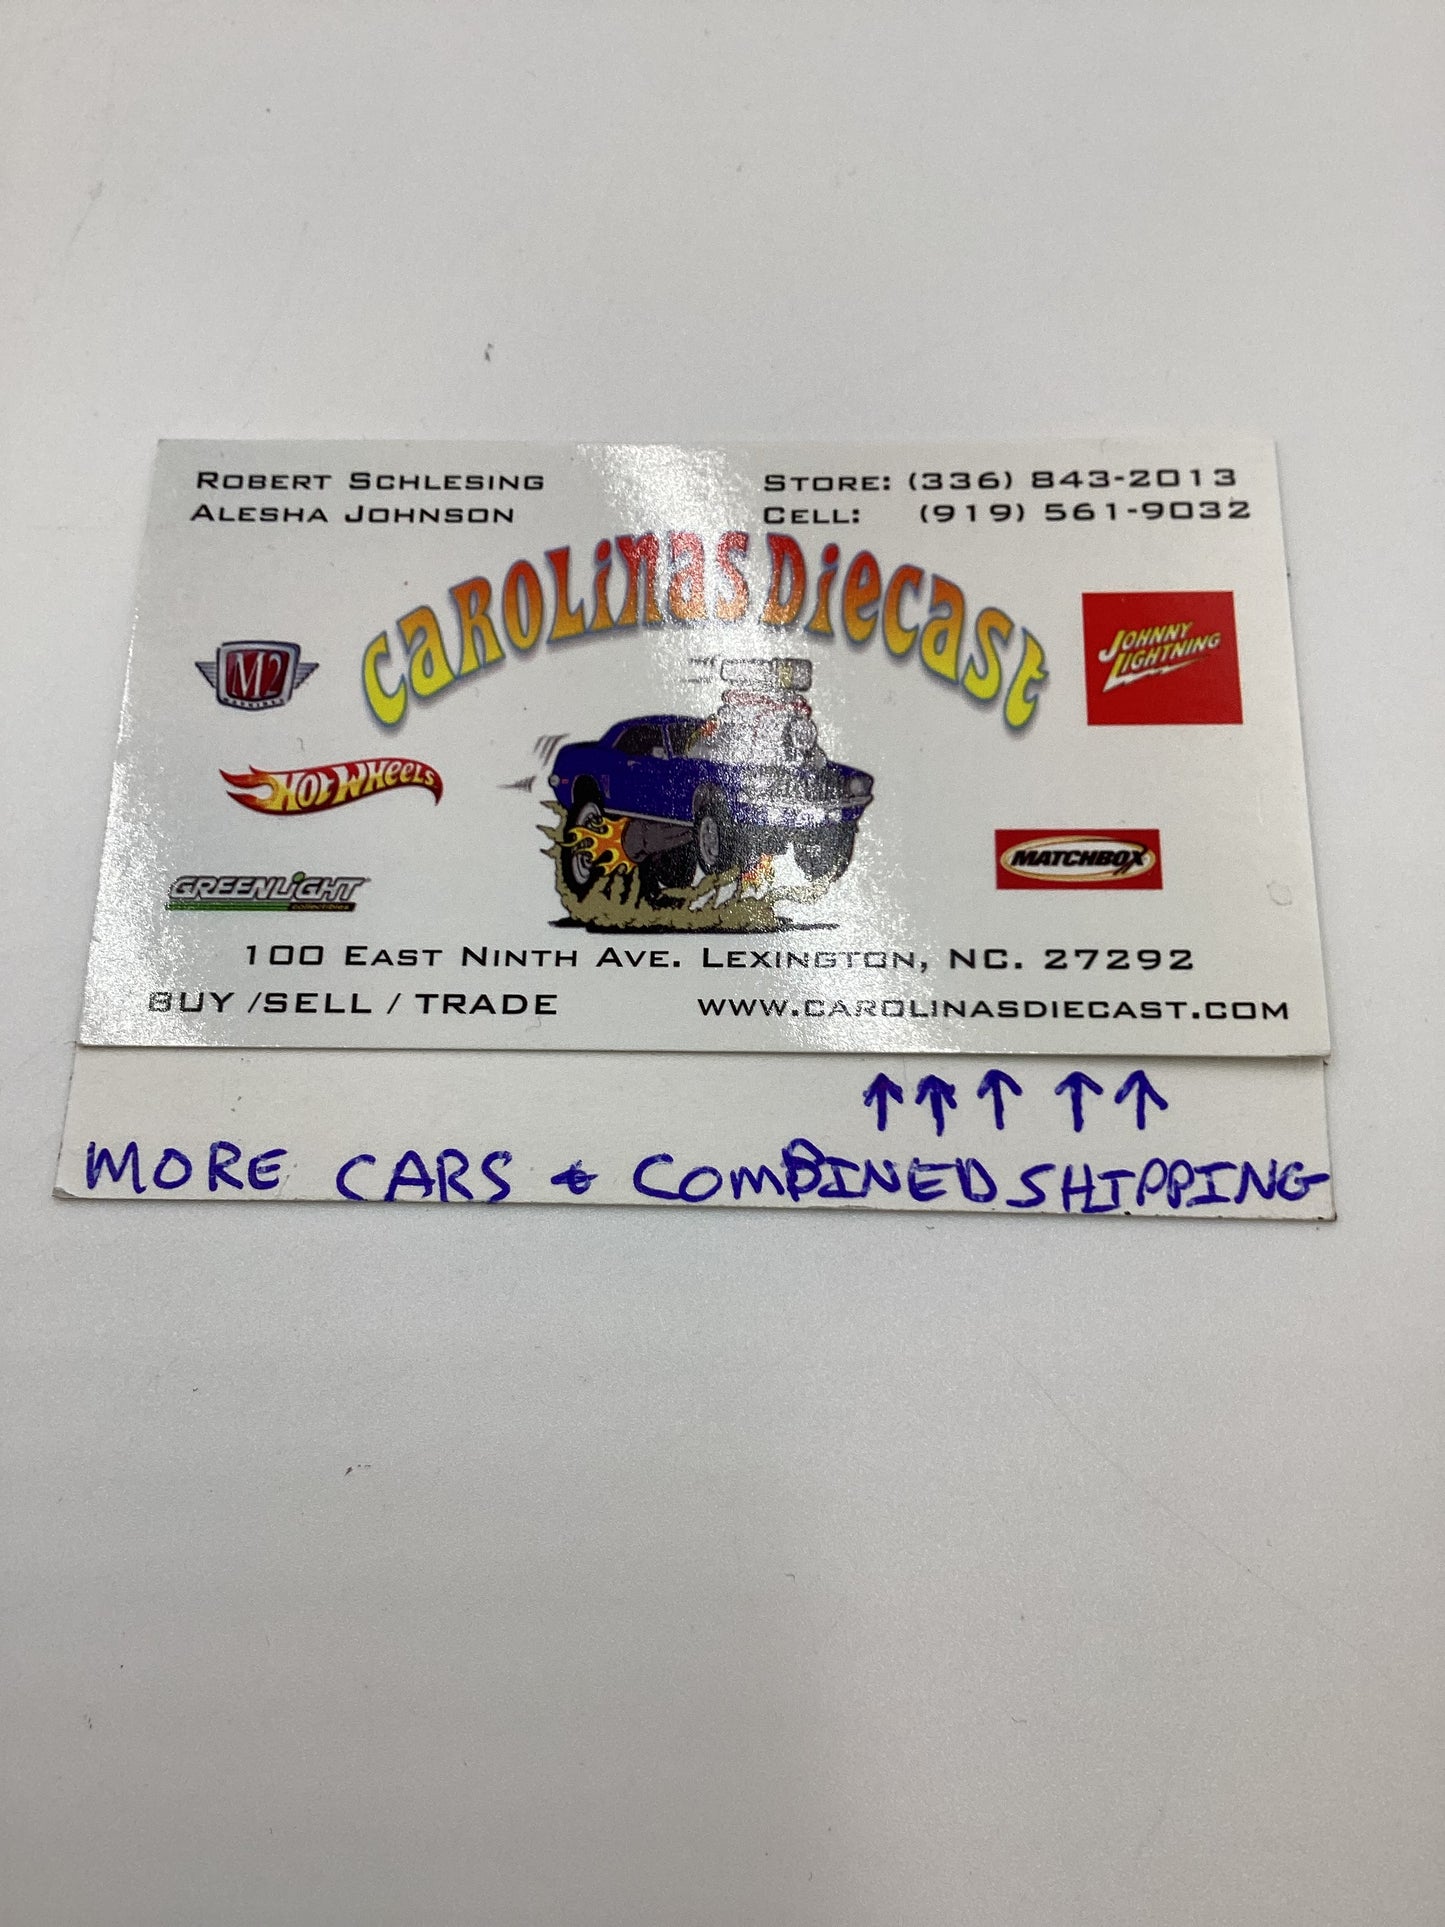 ROBERT SCHLESING
ALESHA JOHNSON
STORE: (336) 843-2013
CELL: (919) 561-9032
CAROLINAS DIECAST
M2
MACHINES
JOHNNY
LIGHTNING
HOT WHEELS
MATCHBOX
GREENLIGHT
collectibles
100 EAST NINTH AVE. LEXINGTON, NC. 27292
BUY /SELL / TRADE
WWW.CAROLINASDIECAST.COM
↑ ↑ ↑ ↑ ↑
MORE CARS & COMBINED SHIPPING